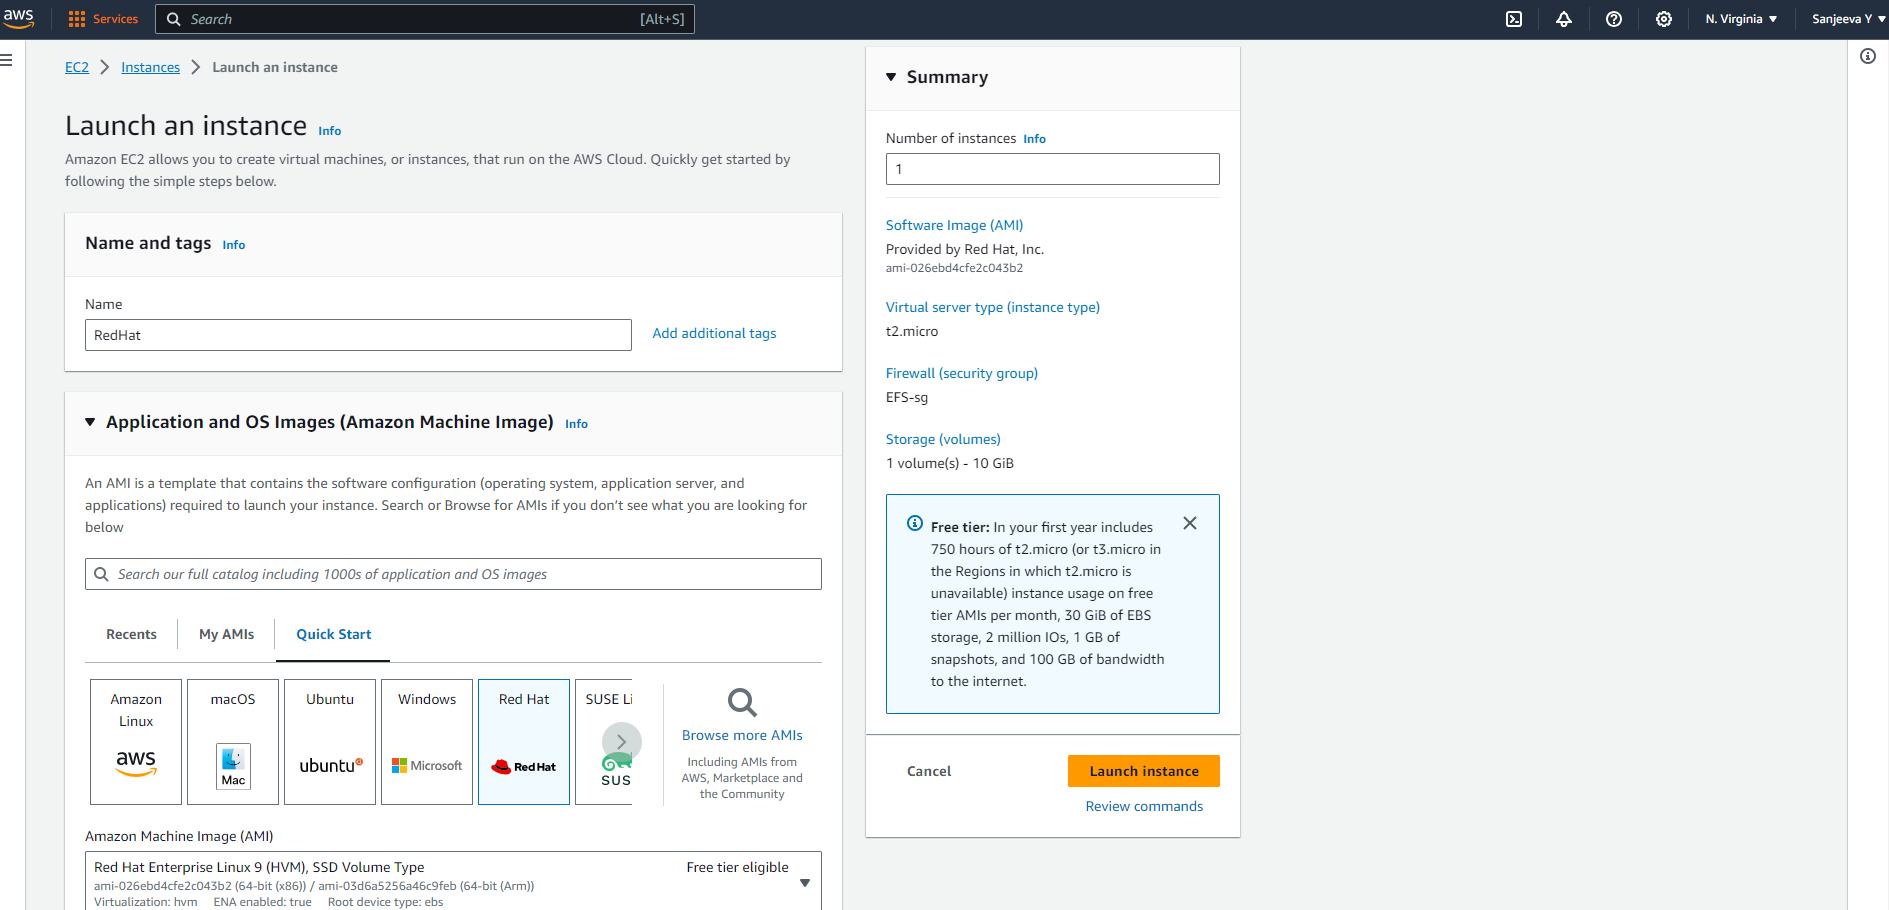 aws
Services
Search
[Alt+S]
N. Virginia
Sanjeeva Y
EC2
Instances
Launch an instance
Launch an instance
Info
Amazon EC2 allows you to create virtual machines, or instances, that run on the AWS Cloud. Quickly get started by
following the simple steps below.
Name and tags
Info
Name
RedHat
Add additional tags
Application and OS Images (Amazon Machine Image)
Info
An AMI is a template that contains the software configuration (operating system, application server, and
applications) required to launch your instance. Search or Browse for AMIs if you don’t see what you are looking for
below
Search our full catalog including 1000s of application and OS images
Recents
My AMIs
Quick Start
Amazon
Linux
aws
macOS
Mac
Ubuntu
ubuntu
Windows
Microsoft
Red Hat
Red Hat
SUSE Li
SUS
Browse more AMIs
Including AMIs from
AWS, Marketplace and
the Community
Amazon Machine Image (AMI)
Red Hat Enterprise Linux 9 (HVM), SSD Volume Type
Free tier eligible
ami-026ebd4cfe2c043b2 (64-bit (x86)) / ami-03d6a5256a46c9feb (64-bit (Arm))
Virtualization: hvm ENA enabled: true Root device type: ebs
Summary
Number of instances
Info
1
Software Image (AMI)
Provided by Red Hat, Inc.
ami-026ebd4cfe2c043b2
Virtual server type (instance type)
t2.micro
Firewall (security group)
EFS-sg
Storage (volumes)
1 volume(s) - 10 GiB
Free tier: In your first year includes
750 hours of t2.micro (or t3.micro in
the Regions in which t2.micro is
unavailable) instance usage on free
tier AMIs per month, 30 GiB of EBS
storage, 2 million IOs, 1 GB of
snapshots, and 100 GB of bandwidth
to the internet.
Cancel
Launch instance
Review commands